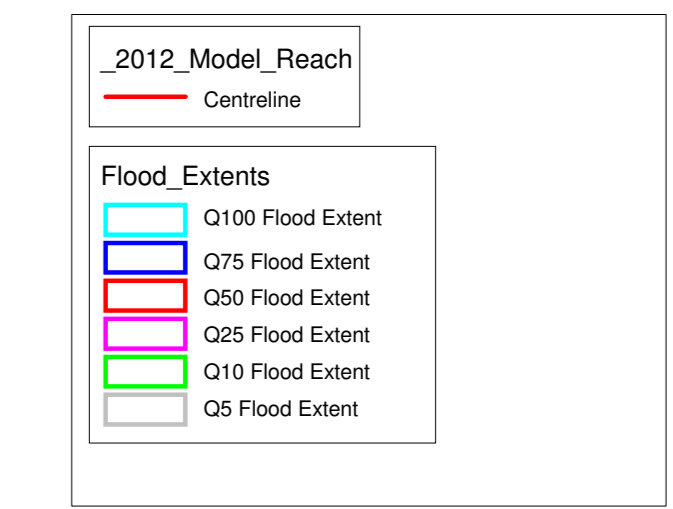 _2012_Model_Reach
Centreline
Flood_Extents
Q100 Flood Extent
Q75 Flood Extent
Q50 Flood Extent
Q25 Flood Extent
Q10 Flood Extent
Q5 Flood Extent